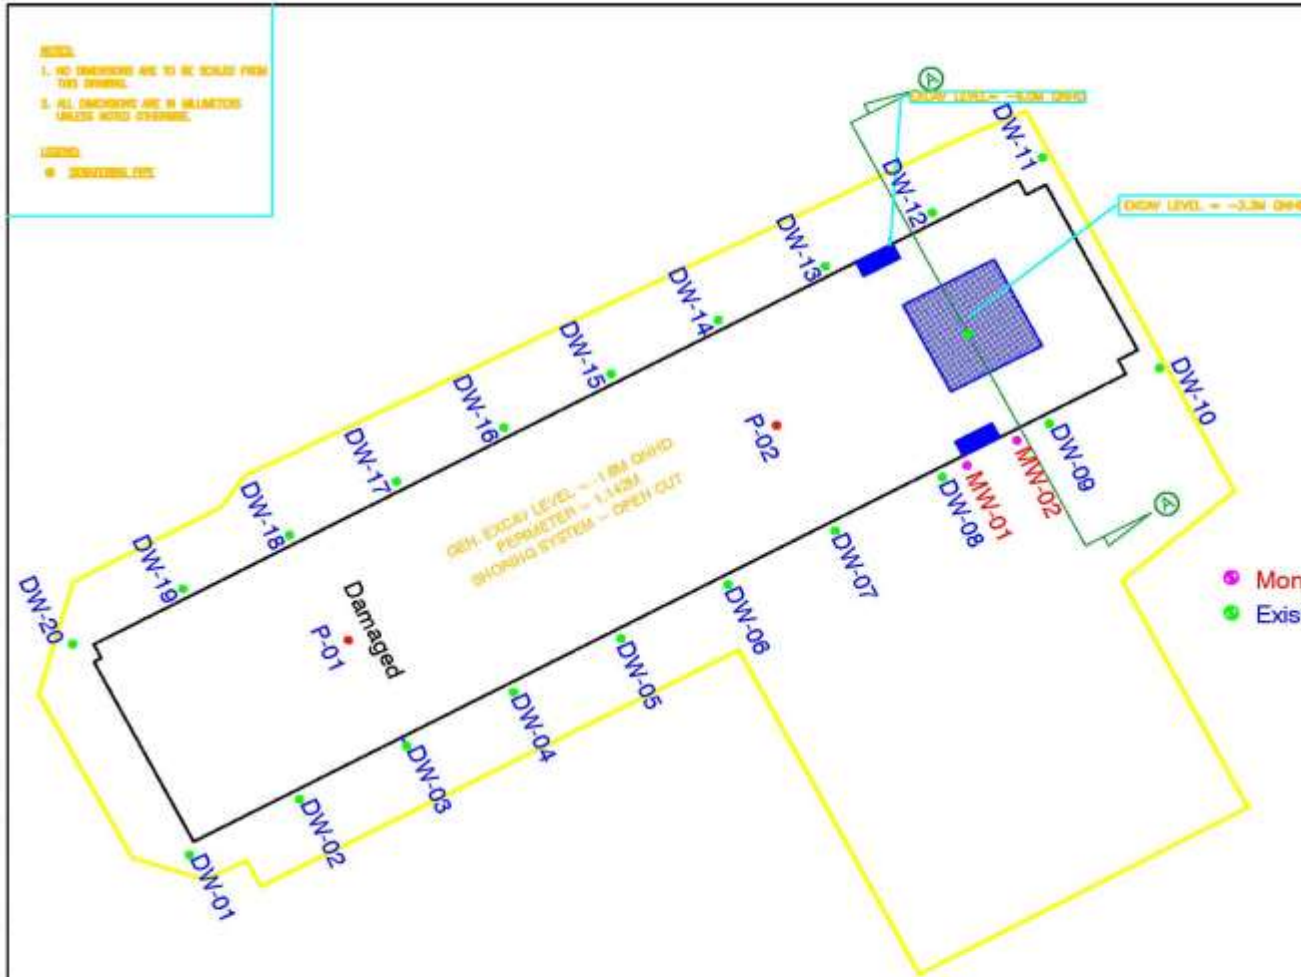 NOTES:
1. NO DIMENSIONS ARE TO BE SCALED FROM
THIS DRAWING.
2. ALL DIMENSIONS ARE IN MILLIMETERS
UNLESS NOTED OTHERWISE.
LEGEND:
DEWATERING PIPE
A
EXCAV LEVEL= QNHD
DW-11
DW-12
EXCAV LEVEL =
DW-13
DW-14
DW-15
DW-16
DW-17
DW-18
DW-19
DW-20
DW-10
DW-09
MW-02
MW-01
DW-08
A
P-02
GEN. EXCAV LEVEL = QNHD
PERIMETER = 1,142M
SHORING SYSTEM = OPEN CUT
DW-07
DW-06
DW-05
DW-04
DW-03
DW-02
DW-01
Damaged
P-01
Mon
Exis